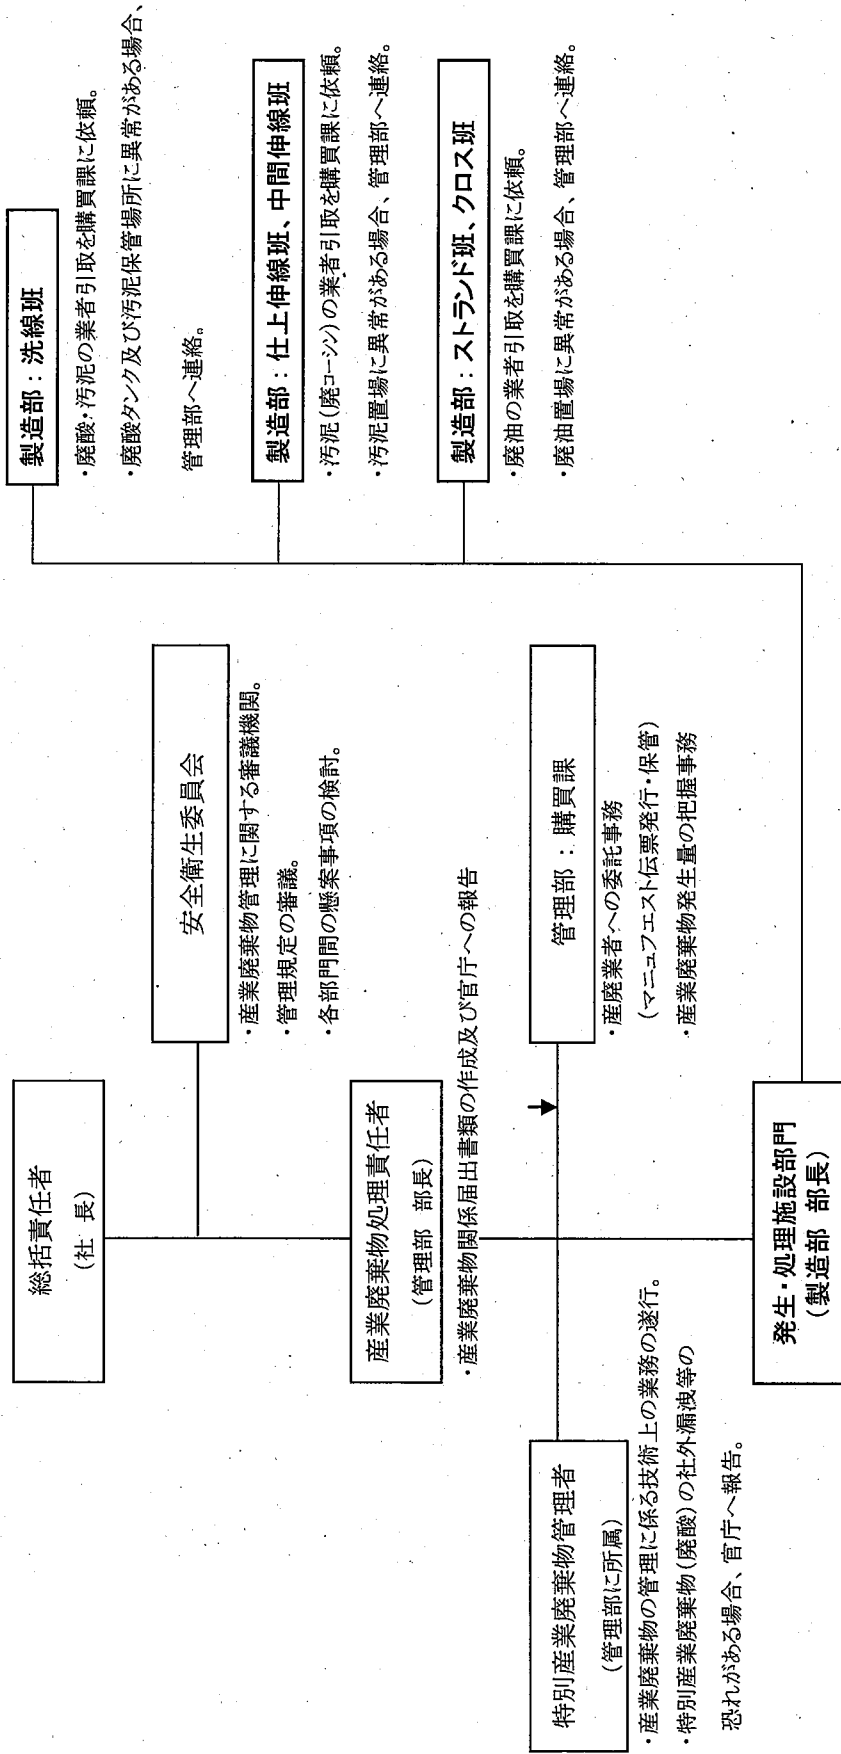 総括責任者
(社 長)
安全衛生委員会
・産業廃棄物管理に関する審議機関。
・管理規定の審議。
・各部門間の懸案事項の検討。
産業廃棄物処理責任者
(管理部 部長)
・産業廃棄物関係届出書類の作成及び官庁への報告
特別産業廃棄物管理者
(管理部に所属)
・産業廃棄物の管理に係る技術上の業務の遂行。
・特別産業廃棄物(廃酸)の社外漏洩等の
恐れがある場合、官庁へ報告。
管理部:購買課
・産廃業者への委託事務
(マニュフエスト伝票発行・保管)
・産業廃棄物発生量の把握事務
発生・処理施設部門
(製造部 部長)
製造部:洗線班
・廃酸・汚泥の業者引取を購買課に依頼。
・廃酸タンク及び汚泥保管場所に異常がある場合、
管理部へ連絡。
製造部:仕上伸線班、中間伸線班
・汚泥(廃コーシン)の業者引取を購買課に依頼。
・汚泥置場に異常がある場合、管理部へ連絡。
製造部:ストランド班、クロス班
・廃油の業者引取を購買課に依頼。
・廃油置場に異常がある場合、管理部へ連絡。